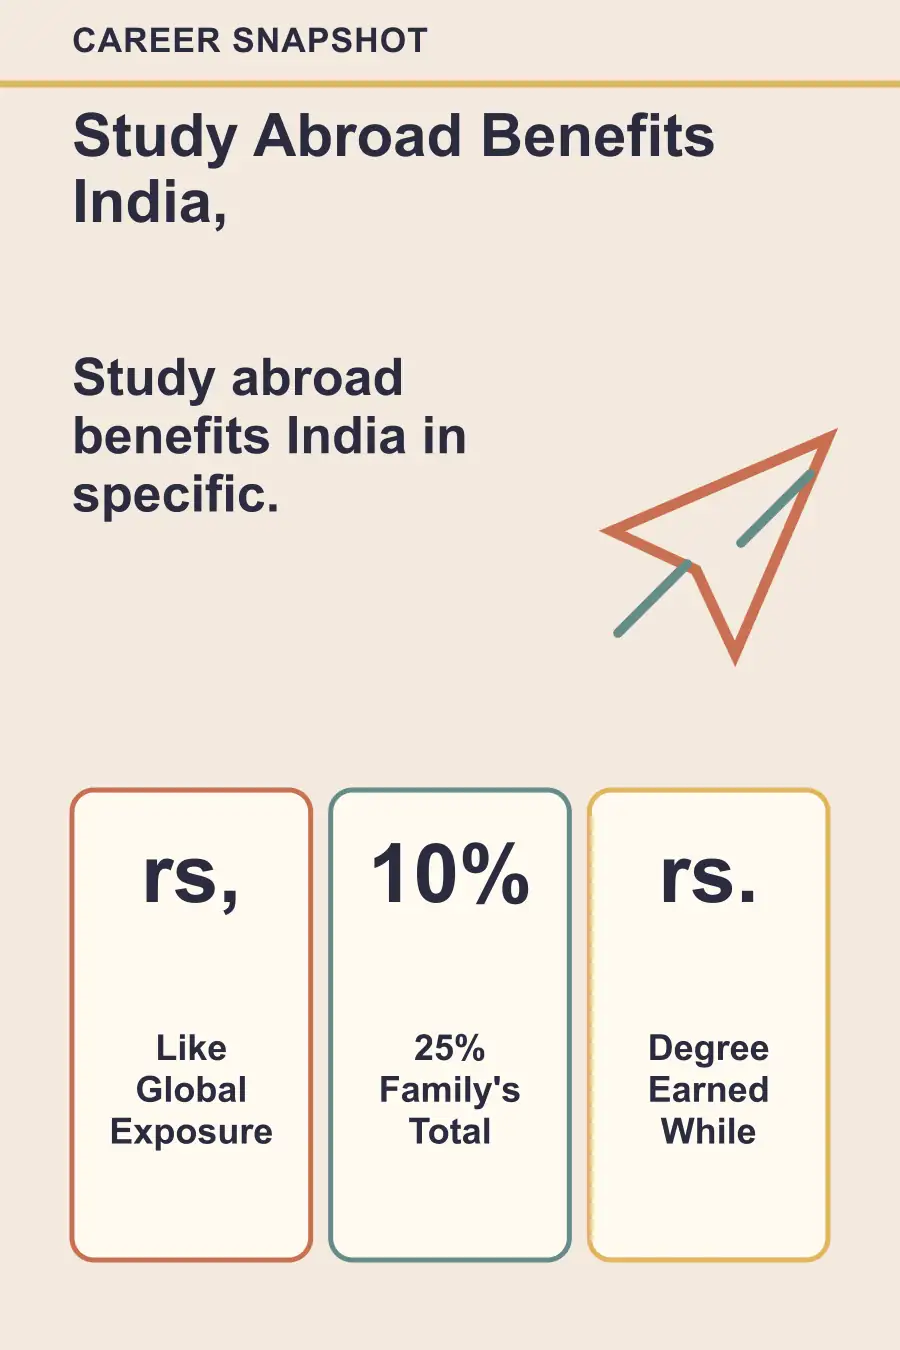 CAREER SNAPSHOT
Study Abroad Benefits
India,
Study abroad
benefits India in
specific.
rs,
Like
Global
Exposure
10%
25%
Family's
Total
rs.
Degree
Earned
While